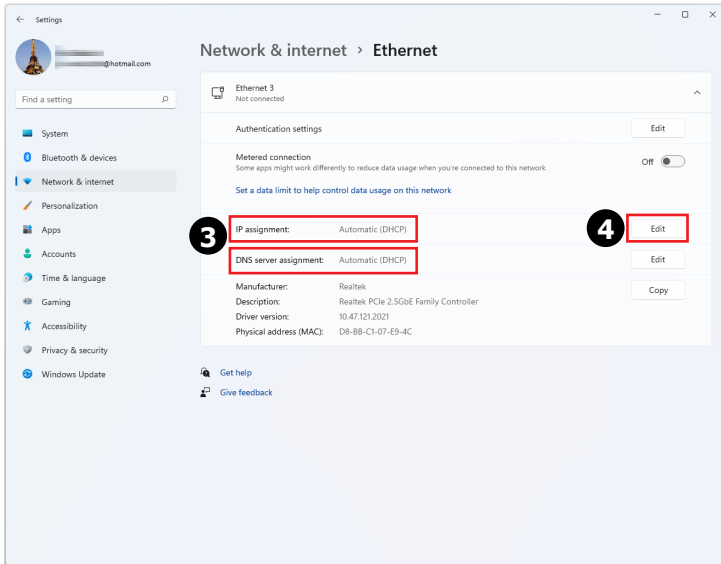 Settings
@hotmail.com
Find a setting
System
Bluetooth & devices
Network & internet
Personalization
Apps
Accounts
Time & language
Gaming
Accessibility
Privacy & security
Windows Update
Network & internet > Ethernet
Ethernet 3
Not connected
Authentication settings Edit
Metered connection
Some apps might work differently to reduce data usage when you're connected to this network
Off
Set a data limit to help control data usage on this network
3 IP assignment: Automatic (DHCP) 4 Edit
DNS server assignment: Automatic (DHCP) Edit
Manufacturer: Realtek Copy
Description: Realtek PCIe 2.5GbE Family Controller
Driver version: 10.47.121.2021
Physical address (MAC): D8-BB-C1-07-E9-4C
Get help
Give feedback